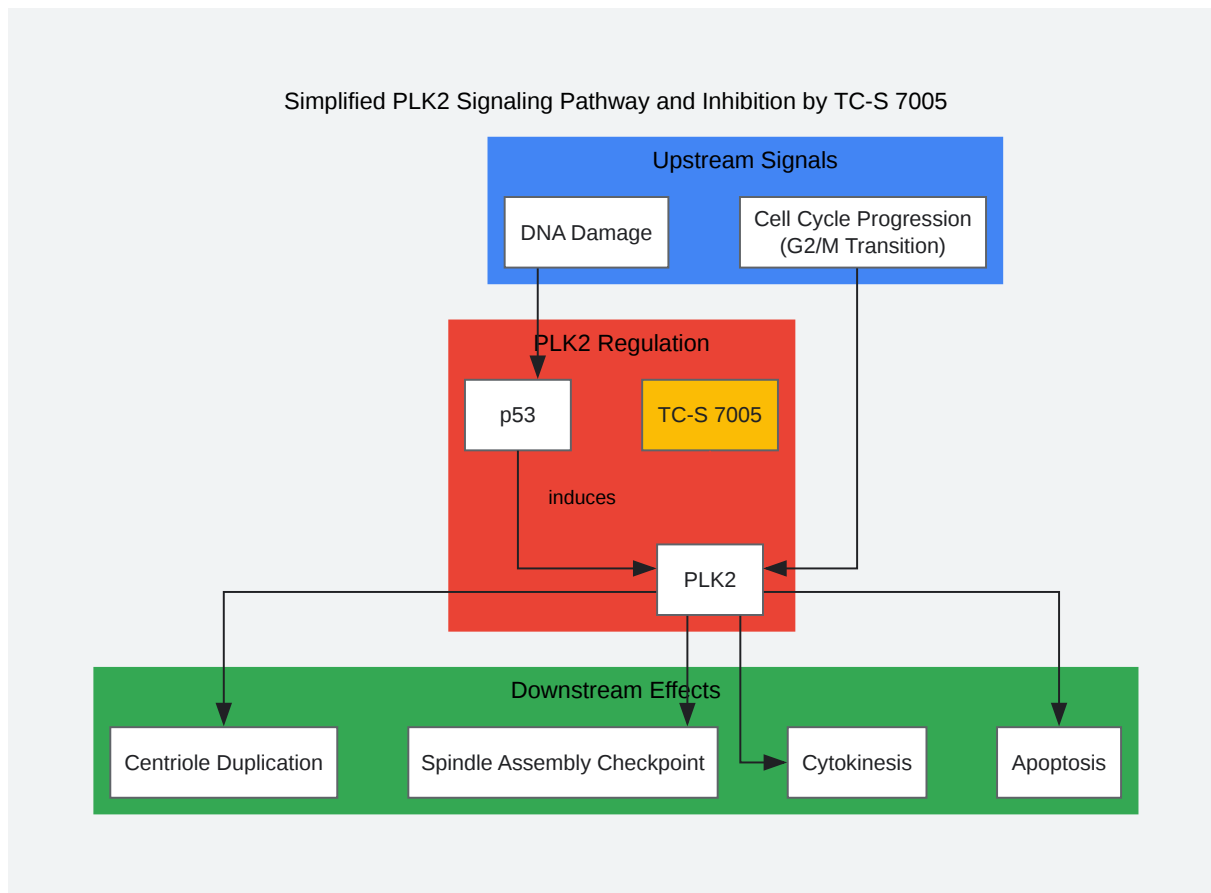 Simplified PLK2 Signaling Pathway and Inhibition by TC-S 7005
Upstream Signals
DNA Damage
Cell Cycle Progression
(G2/M Transition)
PLK2 Regulation
p53
TC-S 7005
induces
PLK2
Downstream Effects
Centriole Duplication
Spindle Assembly Checkpoint
Cytokinesis
Apoptosis